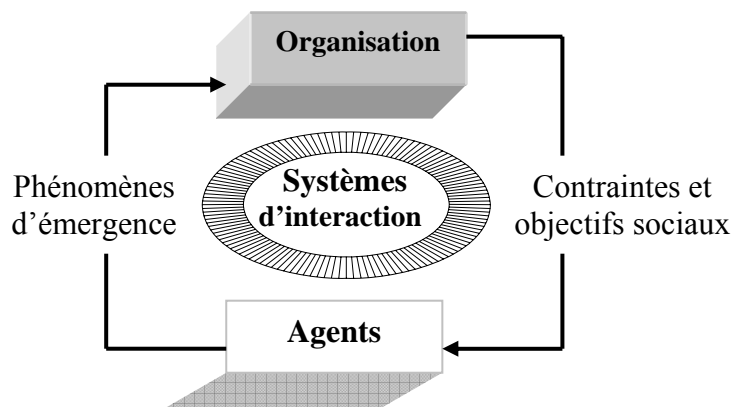 Organisation
Phénomènes
d’émergence
Systèmes
d’interaction
Contraintes et
objectifs sociaux
Agents